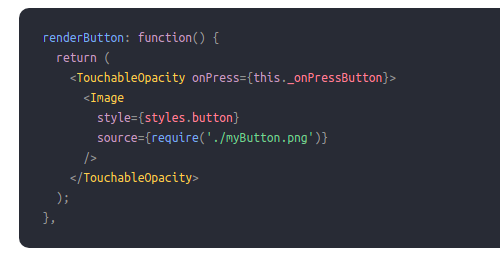 renderButton: function() {
  return (
    <TouchableOpacity onPress={this._onPressButton}>
      <Image
        style={styles.button}
        source={require('./myButton.png')}
      />
    </TouchableOpacity>
  );
},